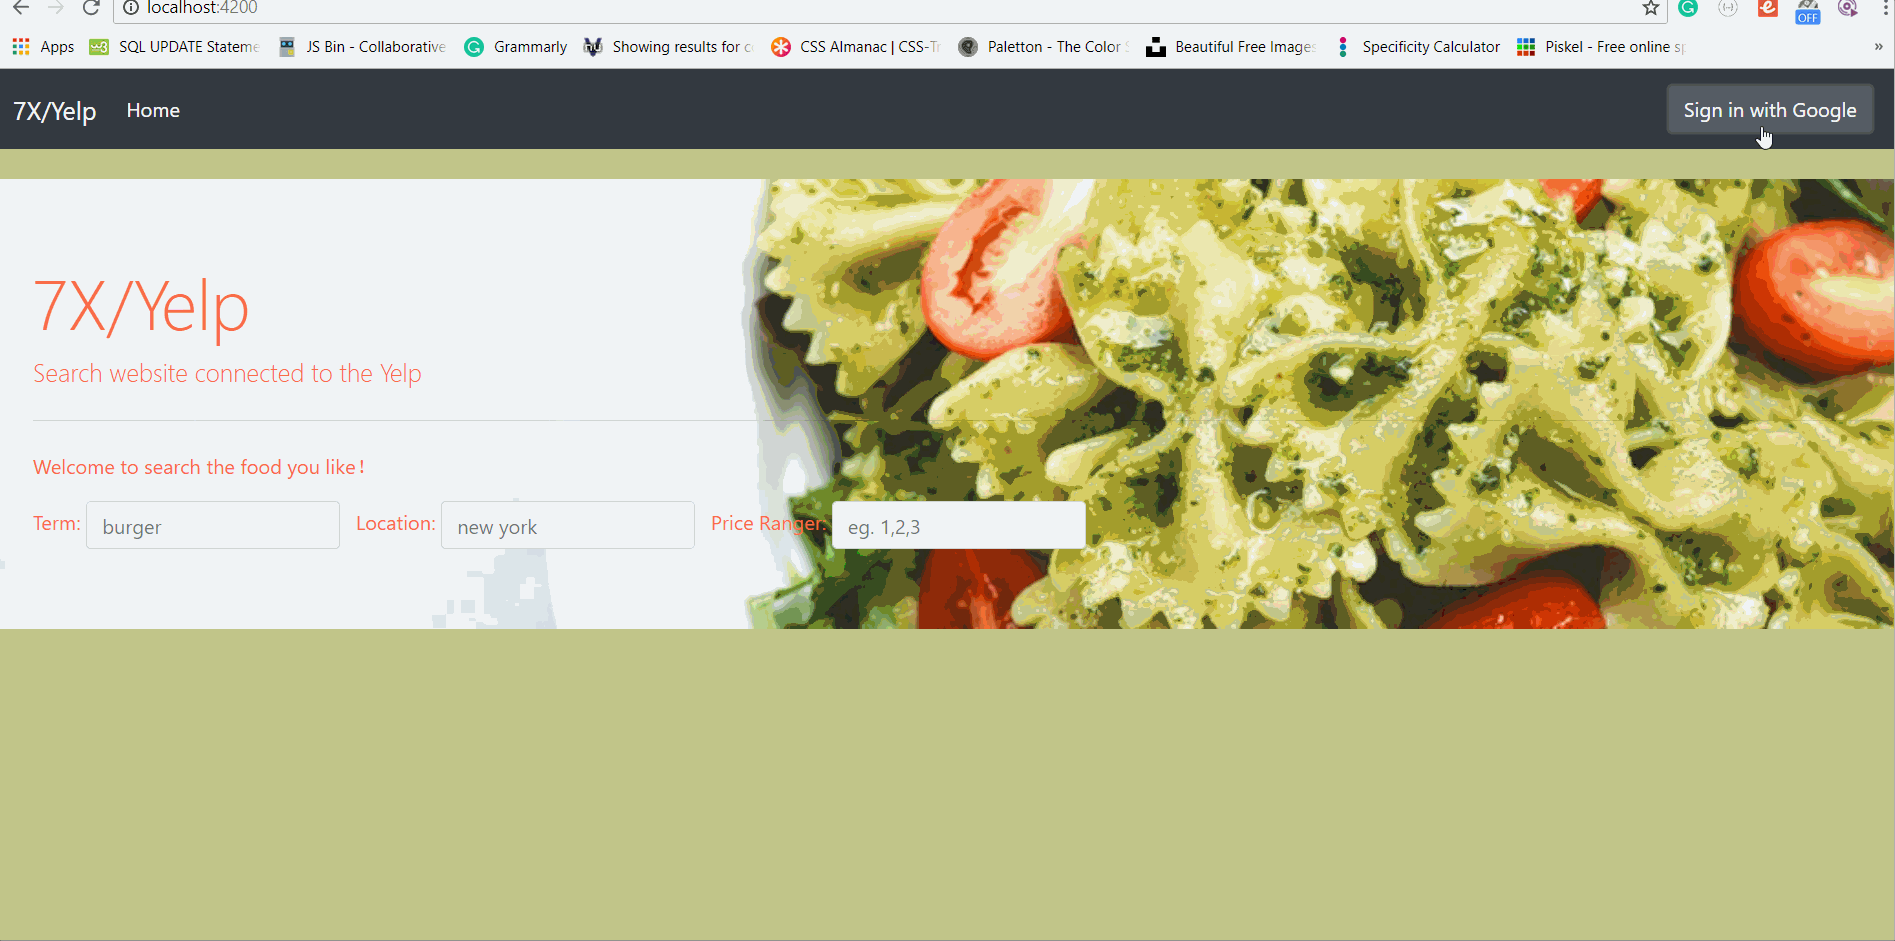 localhost:4200
OFF
Apps SQL UPDATE Stateme JS Bin - Collaborative Grammarly Showing results for c CSS Almanac | CSS-Tr Paletton - The Color S Beautiful Free Images Specificity Calculator Piskel - Free online sp »
7X/Yelp Home Sign in with Google
7X/Yelp
Search website connected to the Yelp
Welcome to search the food you like!
Term: burger Location: new york Price Ranger: eg. 1,2,3